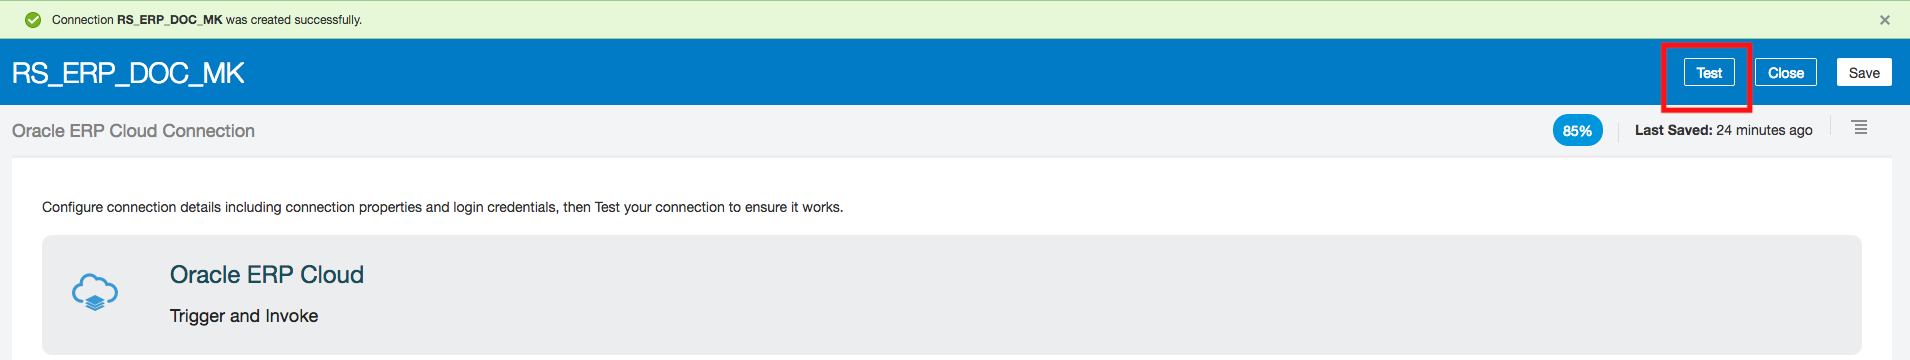 Connection RS_ERP_DOC_MK was created successfully.
RS_ERP_DOC_MK
Test
Close
Save
Oracle ERP Cloud Connection
85%
Last Saved: 24 minutes ago
Configure connection details including connection properties and login credentials, then Test your connection to ensure it works.
Oracle ERP Cloud
Trigger and Invoke